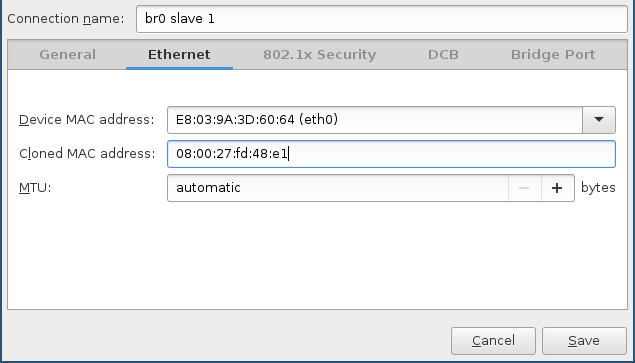 Connection name: br0 slave 1
General Ethernet 802.1x Security DCB Bridge Port
Device MAC address: E8:03:9A:3D:60:64 (eth0)
Cloned MAC address: 08:00:27:fd:48:e1
MTU: automatic − + bytes
Cancel Save